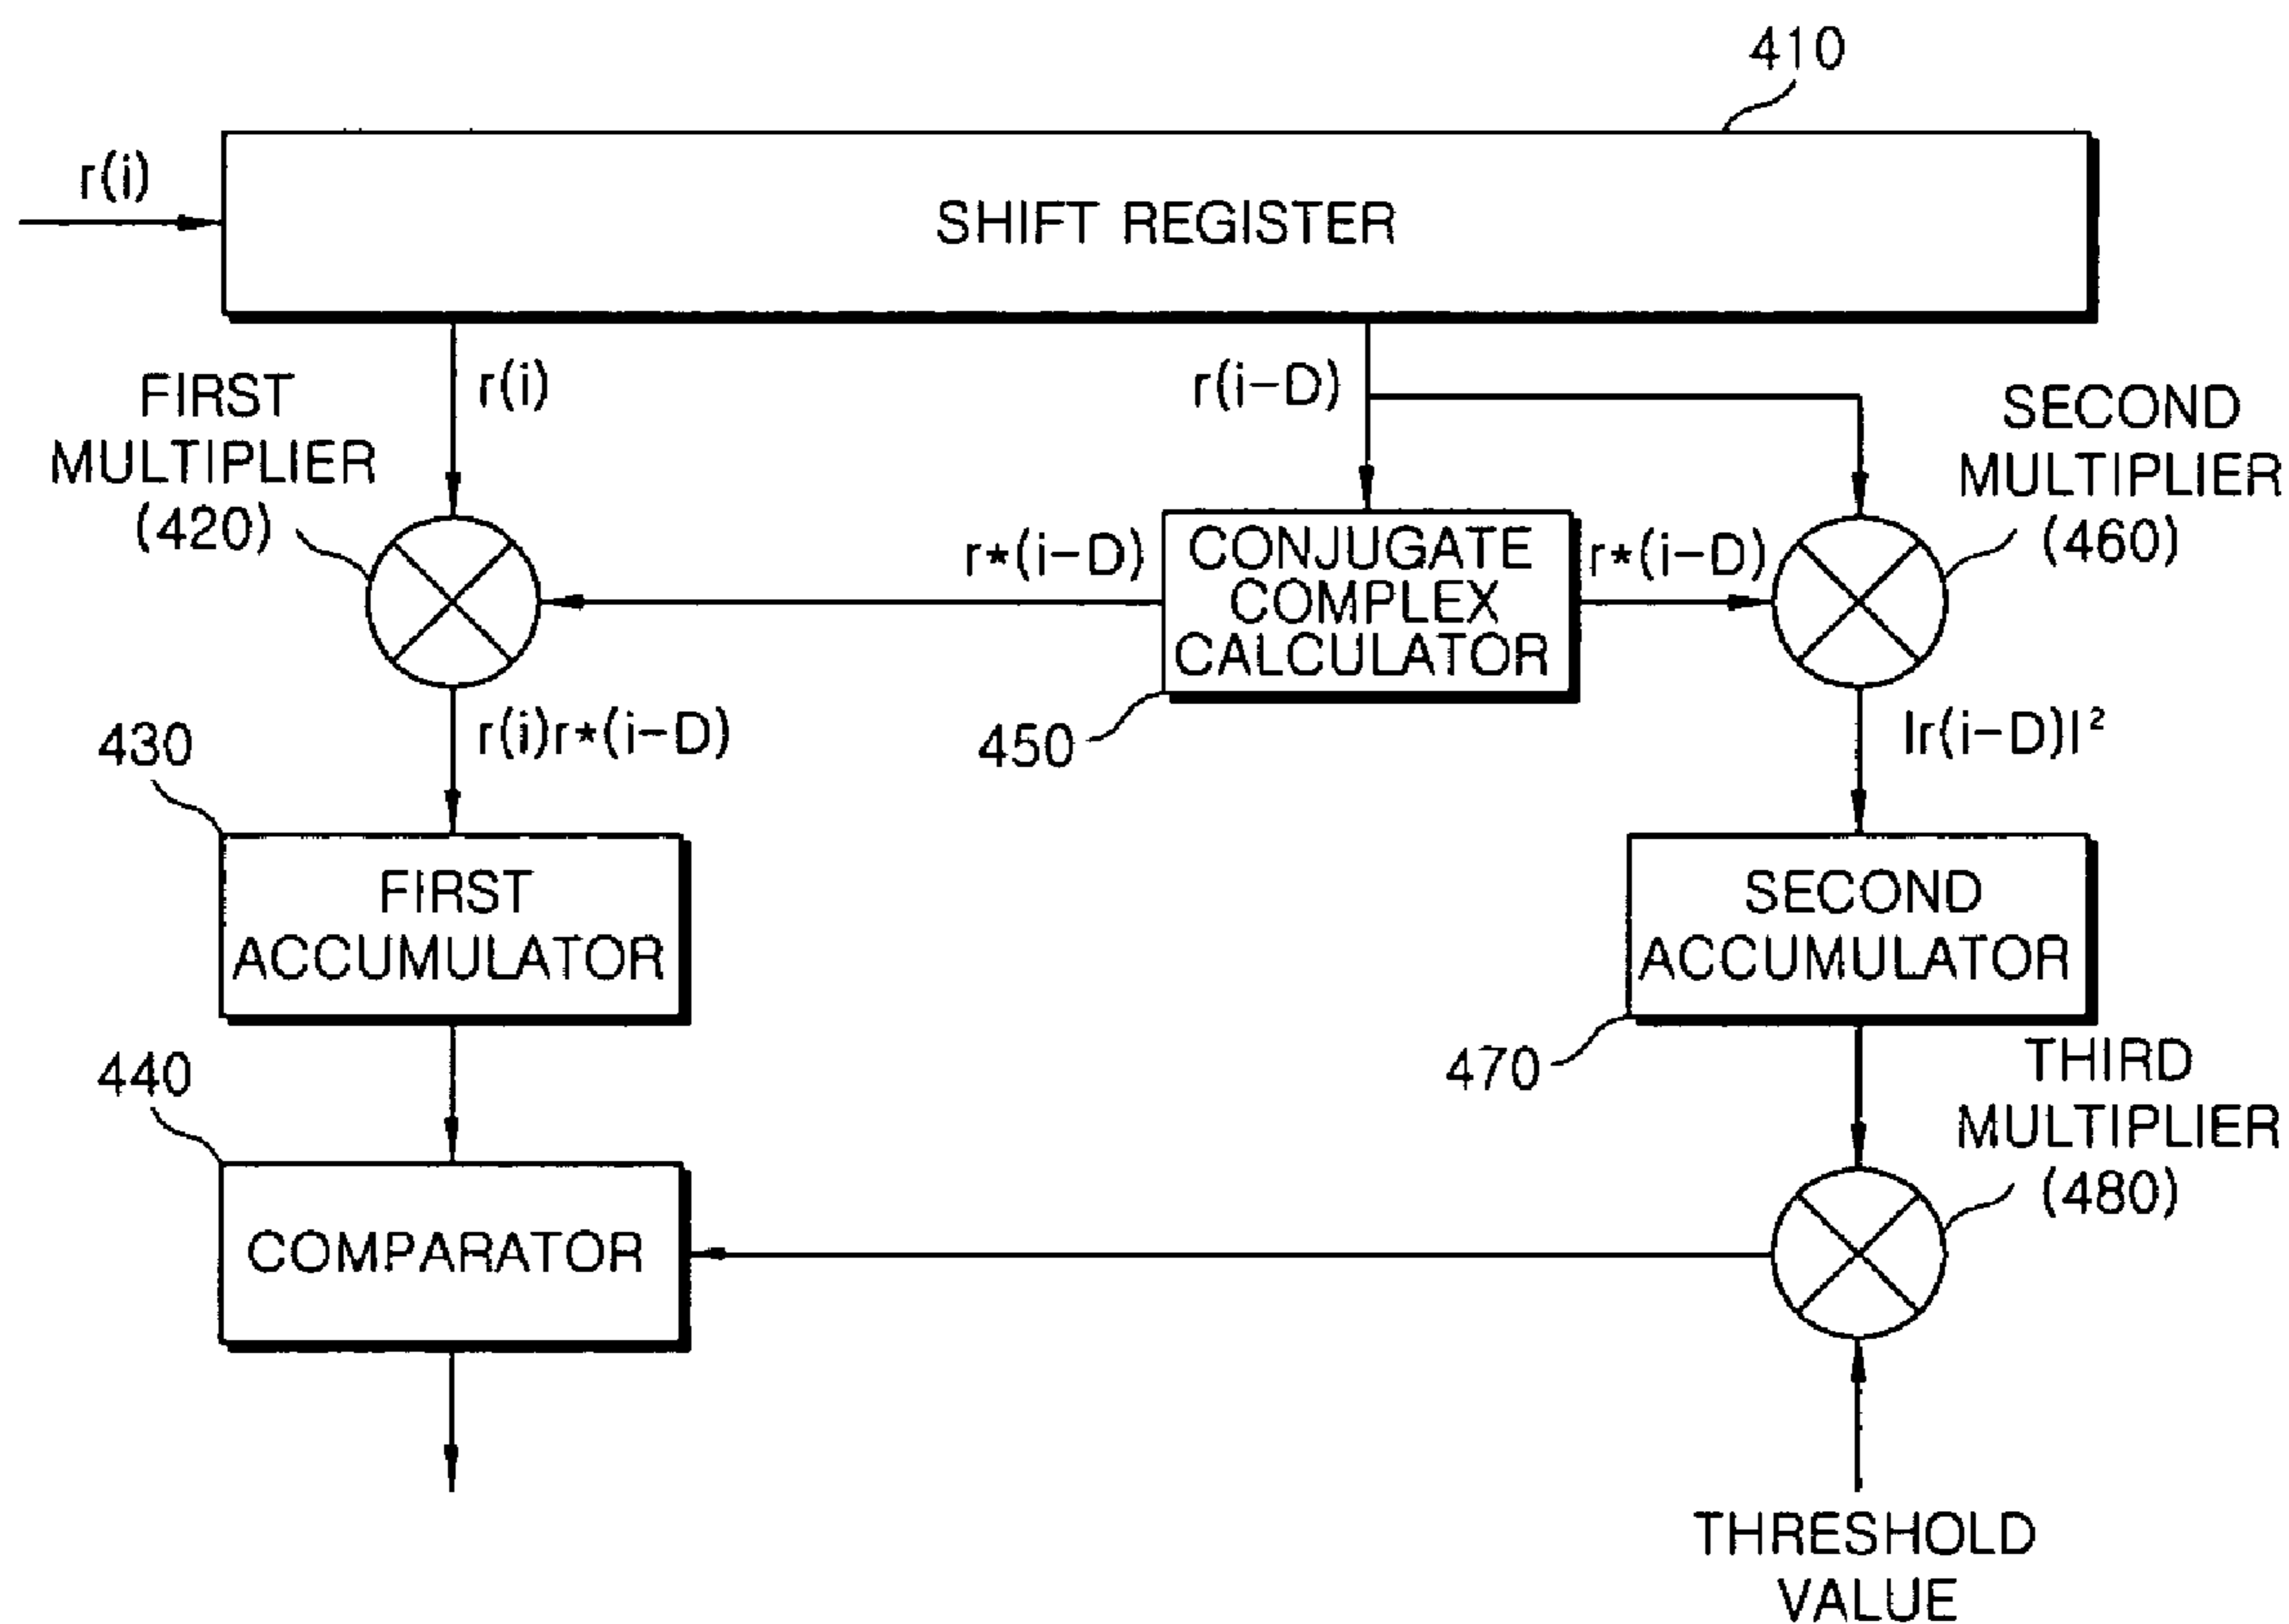 410
r(i)
SHIFT REGISTER
FIRST
MULTIPLIER
(420)
r(i)
r(i-D)
SECOND
MULTIPLIER
(460)
r*(i-D)
CONJUGATE
COMPLEX
CALCULATOR
r*(i-D)
450
r(i)r*(i-D)
|r(i-D)|²
430
FIRST
ACCUMULATOR
SECOND
ACCUMULATOR
470
440
THIRD
MULTIPLIER
(480)
COMPARATOR
THRESHOLD
VALUE